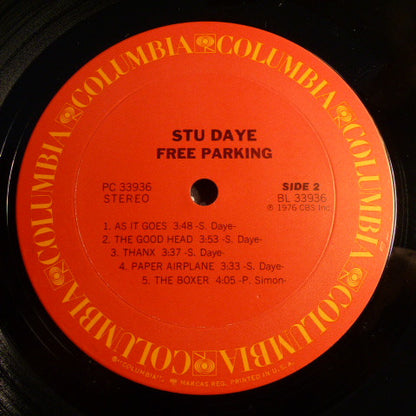 COLUMBIA COLUMBIA COLUMBIA COLUMBIA COLUMBIA COLUMBIA
STU DAYE
FREE PARKING
PC 33936 SIDE 2
STEREO BL 33936
℗ 1976 CBS Inc.
1. AS IT GOES 3:48 -S. Daye-
2. THE GOOD HEAD 3:53 -S. Daye-
3. THANX 3:37 -S. Daye-
4. PAPER AIRPLANE 3:33 -S. Daye-
5. THE BOXER 4:05 -P. Simon-
®"COLUMBIA", MARCAS REG. PRINTED IN U.S.A.